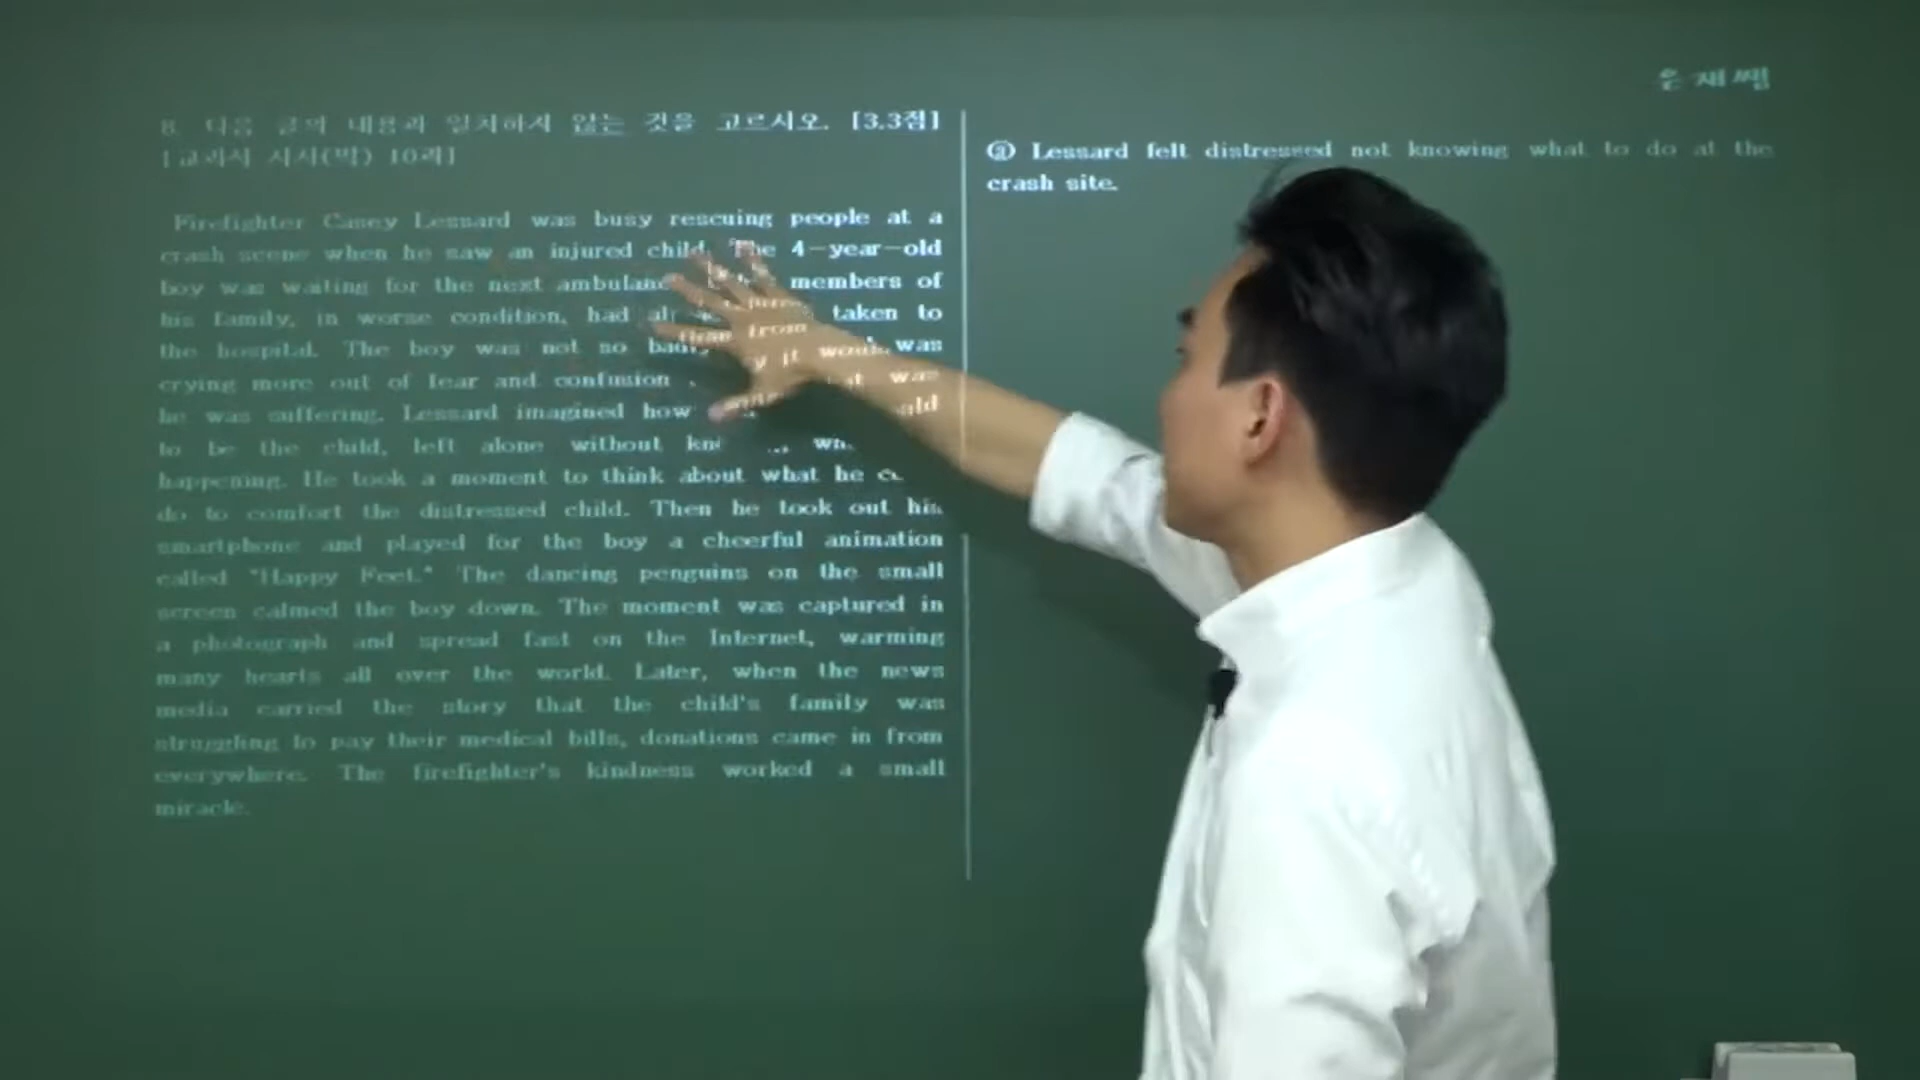 8. 다음 글의 내용과 일치하지 않는 것을 고르시오. [3.3점]
[교과서 시사(박) 10과]
Firefighter Casey Lessard was busy rescuing people at a
crash scene when he saw an injured child. The 4-year-old
boy was waiting for the next ambulanc members of
his family, in worse condition, had taken to
the hospital. The boy was not so was
crying more out of fear and confusion from
he was suffering. Lessard imagined how it would
to be the child, left alone without
happening. He took a moment to think about what he
do to comfort the distressed child. Then he took out his
smartphone and played for the boy a cheerful animation
called "Happy Feet." The dancing penguins on the small
screen calmed the boy down. The moment was captured in
a photograph and spread fast on the Internet, warming
many hearts all over the world. Later, when the news
media carried the story that the child's family was
struggling to pay their medical bills, donations came in from
everywhere. The firefighter's kindness worked a small
miracle.
은재쌤
ⓐ Lessard felt distressed not knowing what to do at the
crash site.